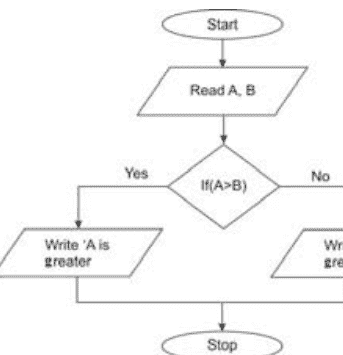 Start
Read A, B
If(A>B)
Yes
No
Write 'A is
greater
Stop